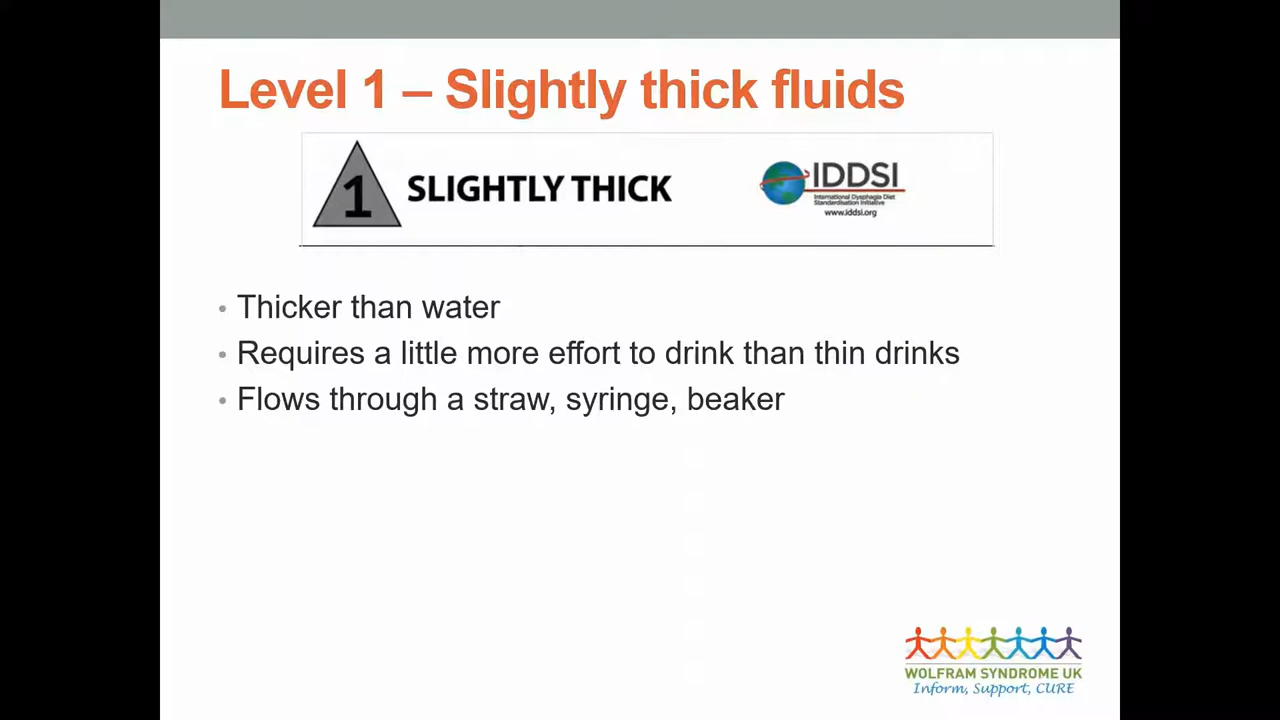 Level 1 – Slightly thick fluids
1 SLIGHTLY THICK
IDDSI
International Dysphagia Diet
Standardisation Initiative
www.iddsi.org
• Thicker than water
• Requires a little more effort to drink than thin drinks
• Flows through a straw, syringe, beaker
WOLFRAM SYNDROME UK
Inform, Support, CURE